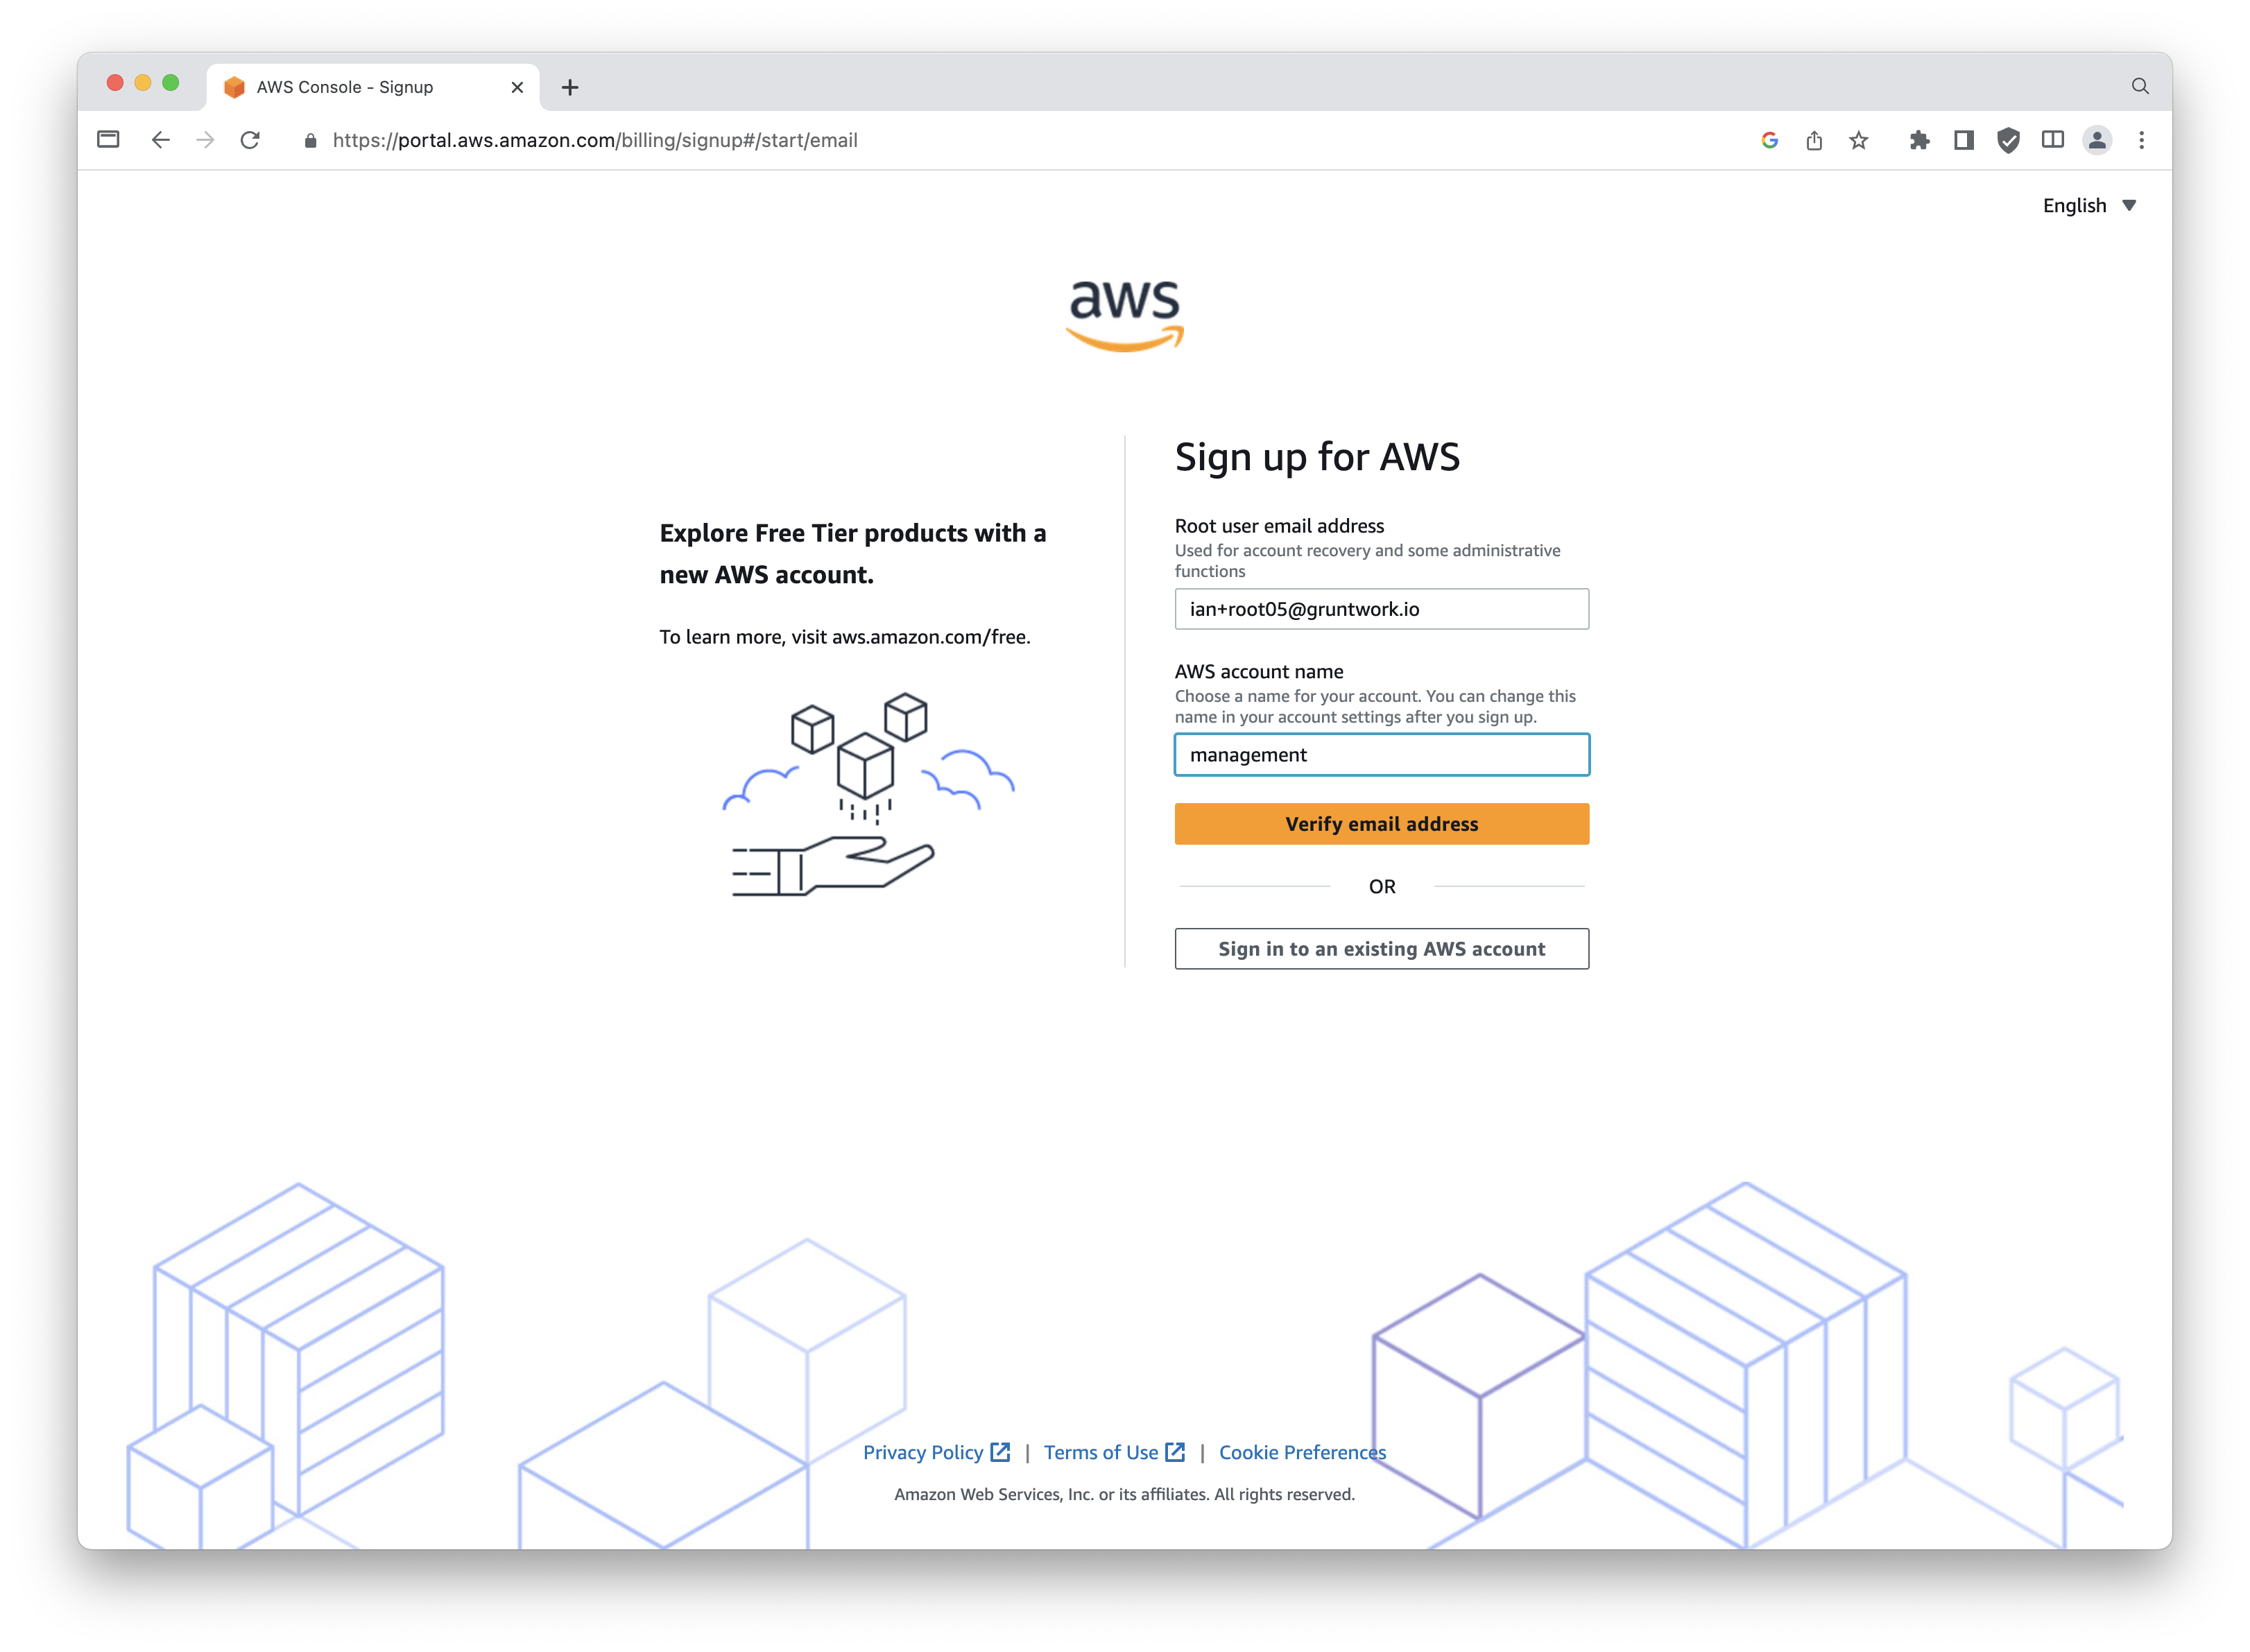 AWS Console - Signup
https://portal.aws.amazon.com/billing/signup#/start/email
English
aws
Explore Free Tier products with a
new AWS account.
To learn more, visit aws.amazon.com/free.
Sign up for AWS
Root user email address
Used for account recovery and some administrative
functions
ian+root05@gruntwork.io
AWS account name
Choose a name for your account. You can change this
name in your account settings after you sign up.
management
Verify email address
OR
Sign in to an existing AWS account
Privacy Policy | Terms of Use | Cookie Preferences
Amazon Web Services, Inc. or its affiliates. All rights reserved.